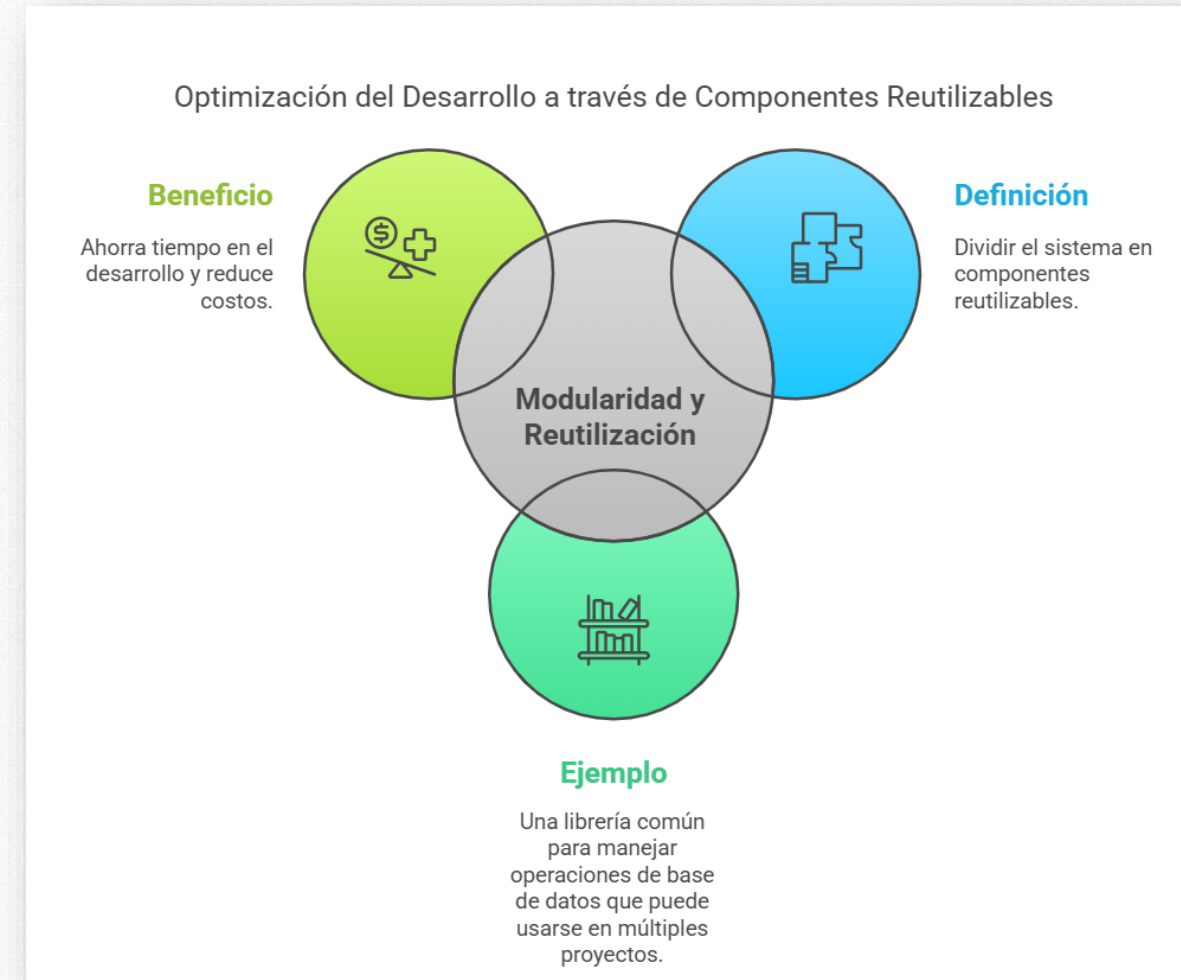 Optimización del Desarrollo a través de Componentes Reutilizables
Beneficio
Ahorra tiempo en el
desarrollo y reduce
costos.
Definición
Dividir el sistema en
componentes
reutilizables.
$
Modularidad y
Reutilización
Ejemplo
Una librería común
para manejar
operaciones de base
de datos que puede
usarse en múltiples
proyectos.